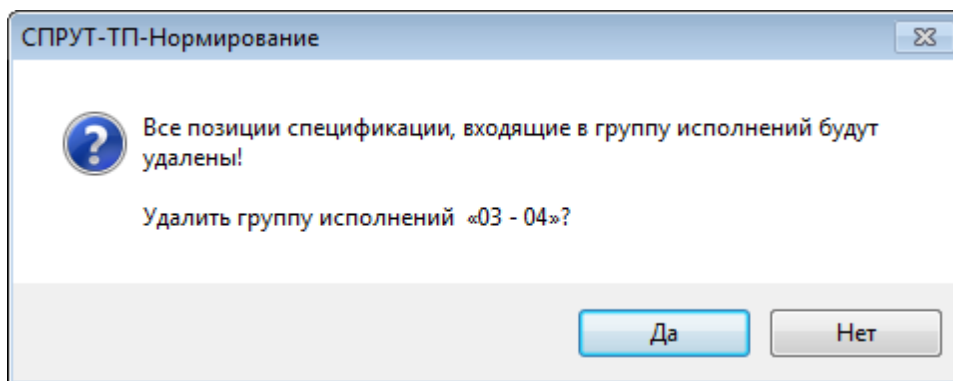 СПРУТ-ТП-Нормирование
Все позиции спецификации, входящие в группу исполнений будут
удалены!
Удалить группу исполнений «03 - 04»?
Да
Нет